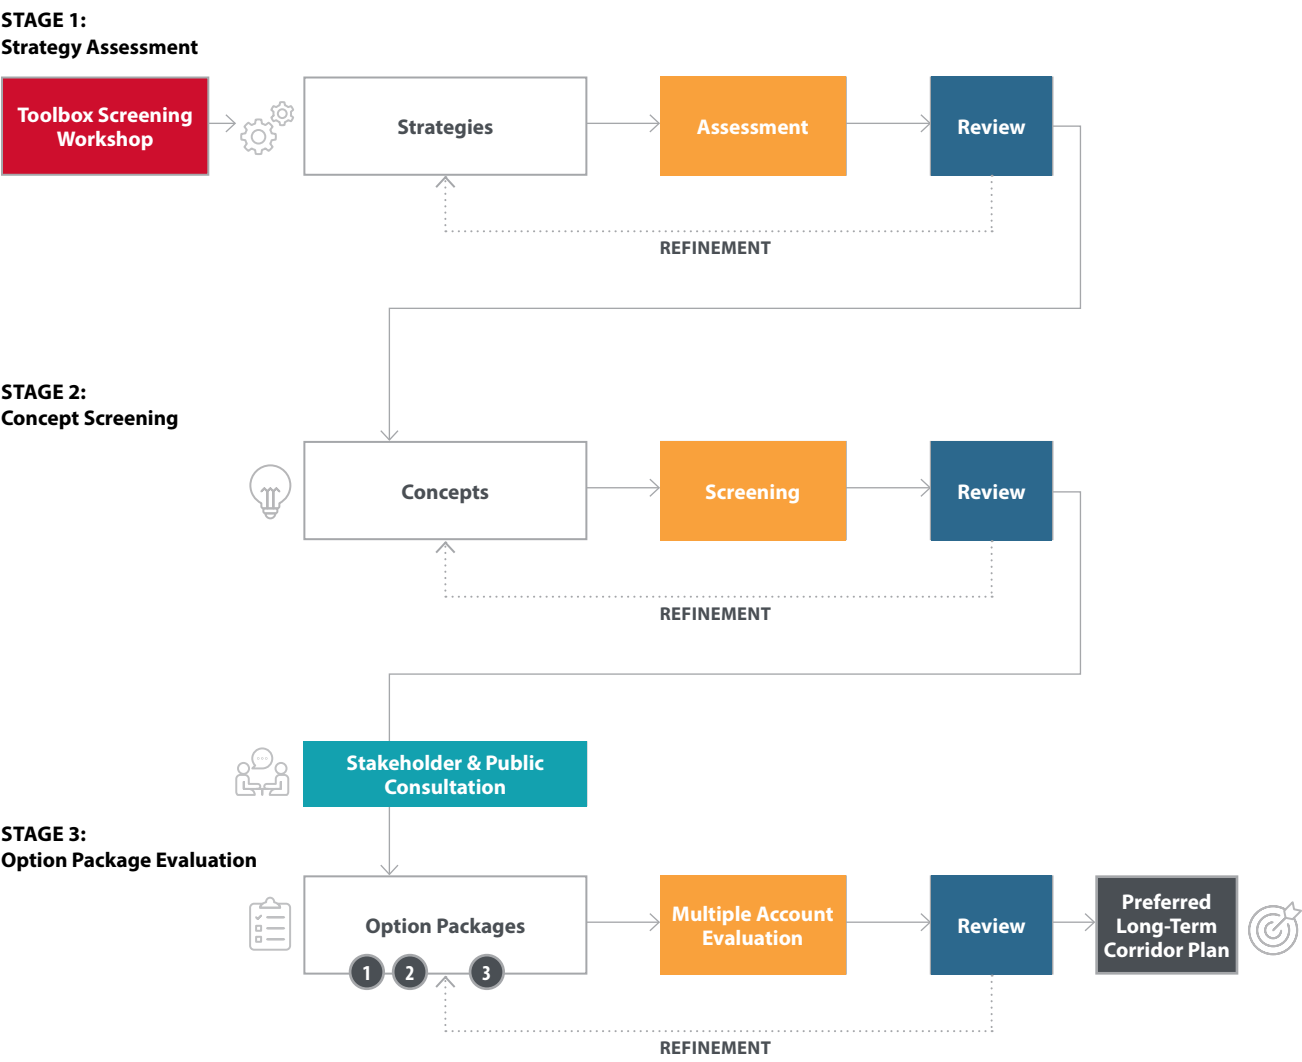 STAGE 1:
Strategy Assessment
Toolbox Screening
Workshop
Strategies
Assessment
Review
REFINEMENT
STAGE 2:
Concept Screening
Concepts
Screening
Review
REFINEMENT
Stakeholder & Public
Consultation
STAGE 3:
Option Package Evaluation
Option Packages
1 2 3
Multiple Account
Evaluation
Review
Preferred
Long-Term
Corridor Plan
REFINEMENT